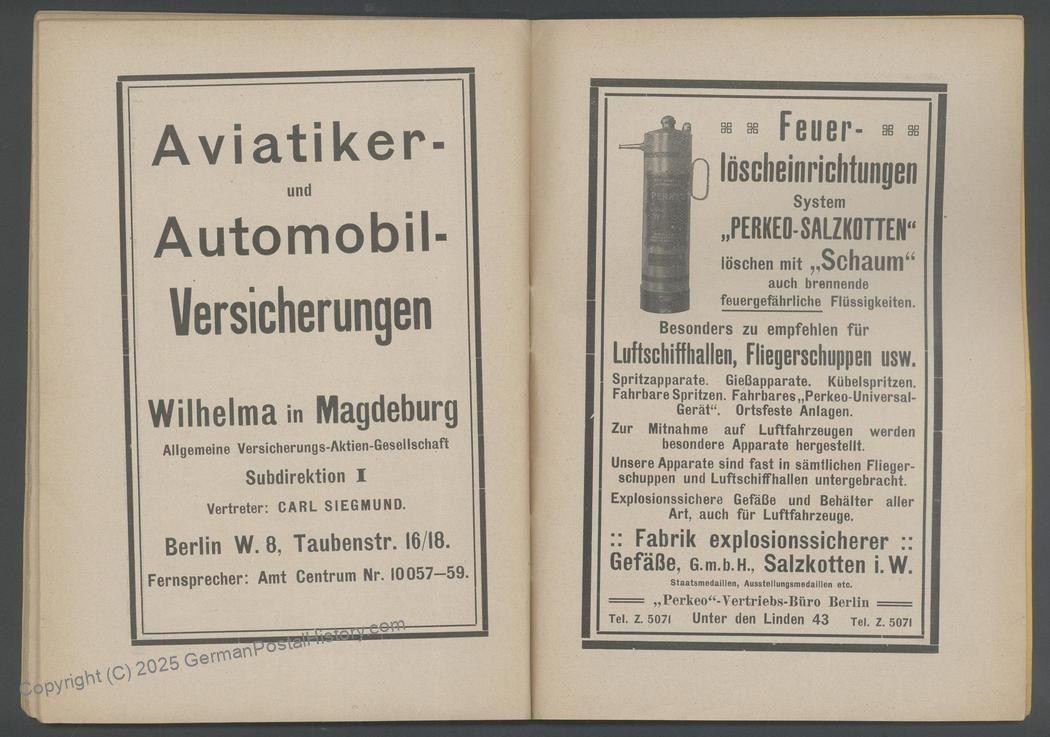 Aviatiker-
und
Automobil-
Versicherungen
Wilhelma in Magdeburg
Allgemeine Versicherungs-Aktien-Gesellschaft
Subdirektion I
Vertreter: CARL SIEGMUND.
Berlin W. 8, Taubenstr. 16/18.
Fernsprecher: Amt Centrum Nr. 10057—59.
Feuer-
löscheinrichtungen
System
„PERKEO-SALZKOTTEN“
löschen mit „Schaum“
auch brennende
feuergefährliche Flüssigkeiten.
PERKEO
Besonders zu empfehlen für
Luftschiffhallen, Fliegerschuppen usw.
Spritzapparate. Gießapparate. Kübelspritzen.
Fahrbare Spritzen. Fahrbares „Perkeo-Universal-
Gerät“. Ortsfeste Anlagen.
Zur Mitnahme auf Luftfahrzeugen werden
besondere Apparate hergestellt.
Unsere Apparate sind fast in sämtlichen Flieger-
schuppen und Luftschiffhallen untergebracht.
Explosionssichere Gefäße und Behälter aller
Art, auch für Luftfahrzeuge.
:: Fabrik explosionssicherer ::
Gefäße, G.m.b.H., Salzkotten i. W.
Staatsmedaillen, Ausstellungsmedaillen etc.
„Perkeo“-Vertriebs-Büro Berlin
Tel. Z. 5071 Unter den Linden 43 Tel. Z. 5071
Copyright (C) 2025 GermanPostalHistory.com